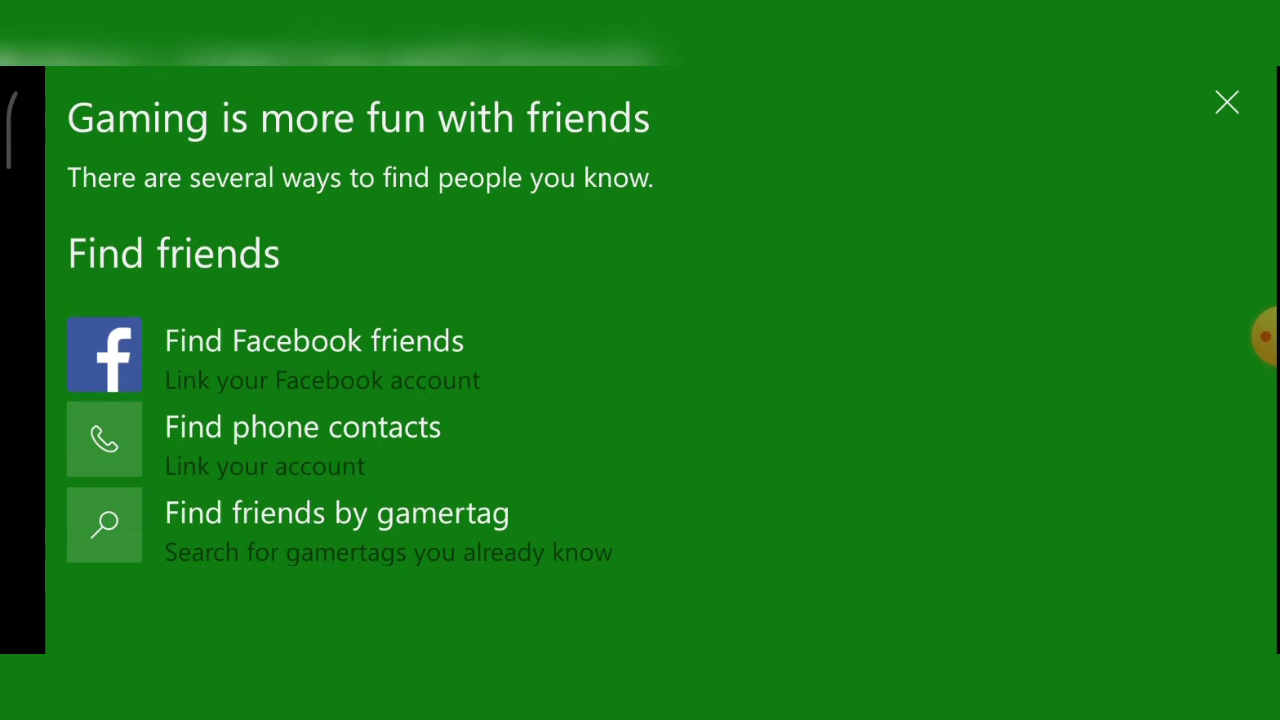 Gaming is more fun with friends
There are several ways to find people you know.
Find friends
Find Facebook friends
Link your Facebook account
Find phone contacts
Link your account
Find friends by gamertag
Search for gamertags you already know